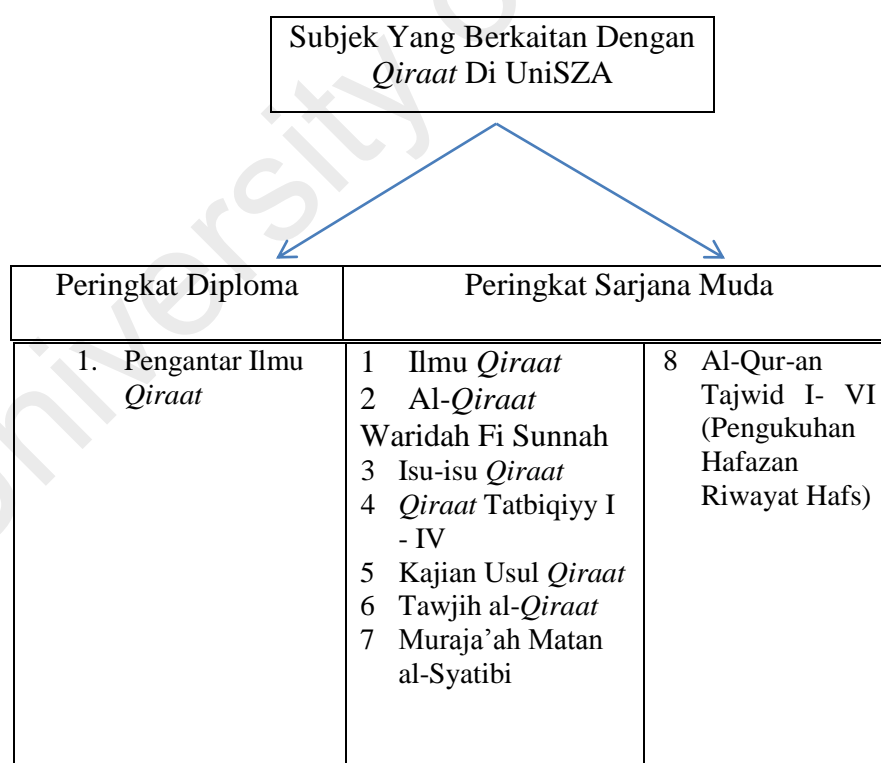 Subjek Yang Berkaitan Dengan
Qiraat Di UniSZA
Peringkat Diploma
Peringkat Sarjana Muda
1. Pengantar Ilmu
Qiraat
1 Ilmu Qiraat
2 Al-Qiraat
Waridah Fi Sunnah
3 Isu-isu Qiraat
4 Qiraat Tatbiqiyy I
- IV
5 Kajian Usul Qiraat
6 Tawjih al-Qiraat
7 Muraja’ah Matan
al-Syatibi
8 Al-Qur-an
Tajwid I- VI
(Pengukuhan
Hafazan
Riwayat Hafs)